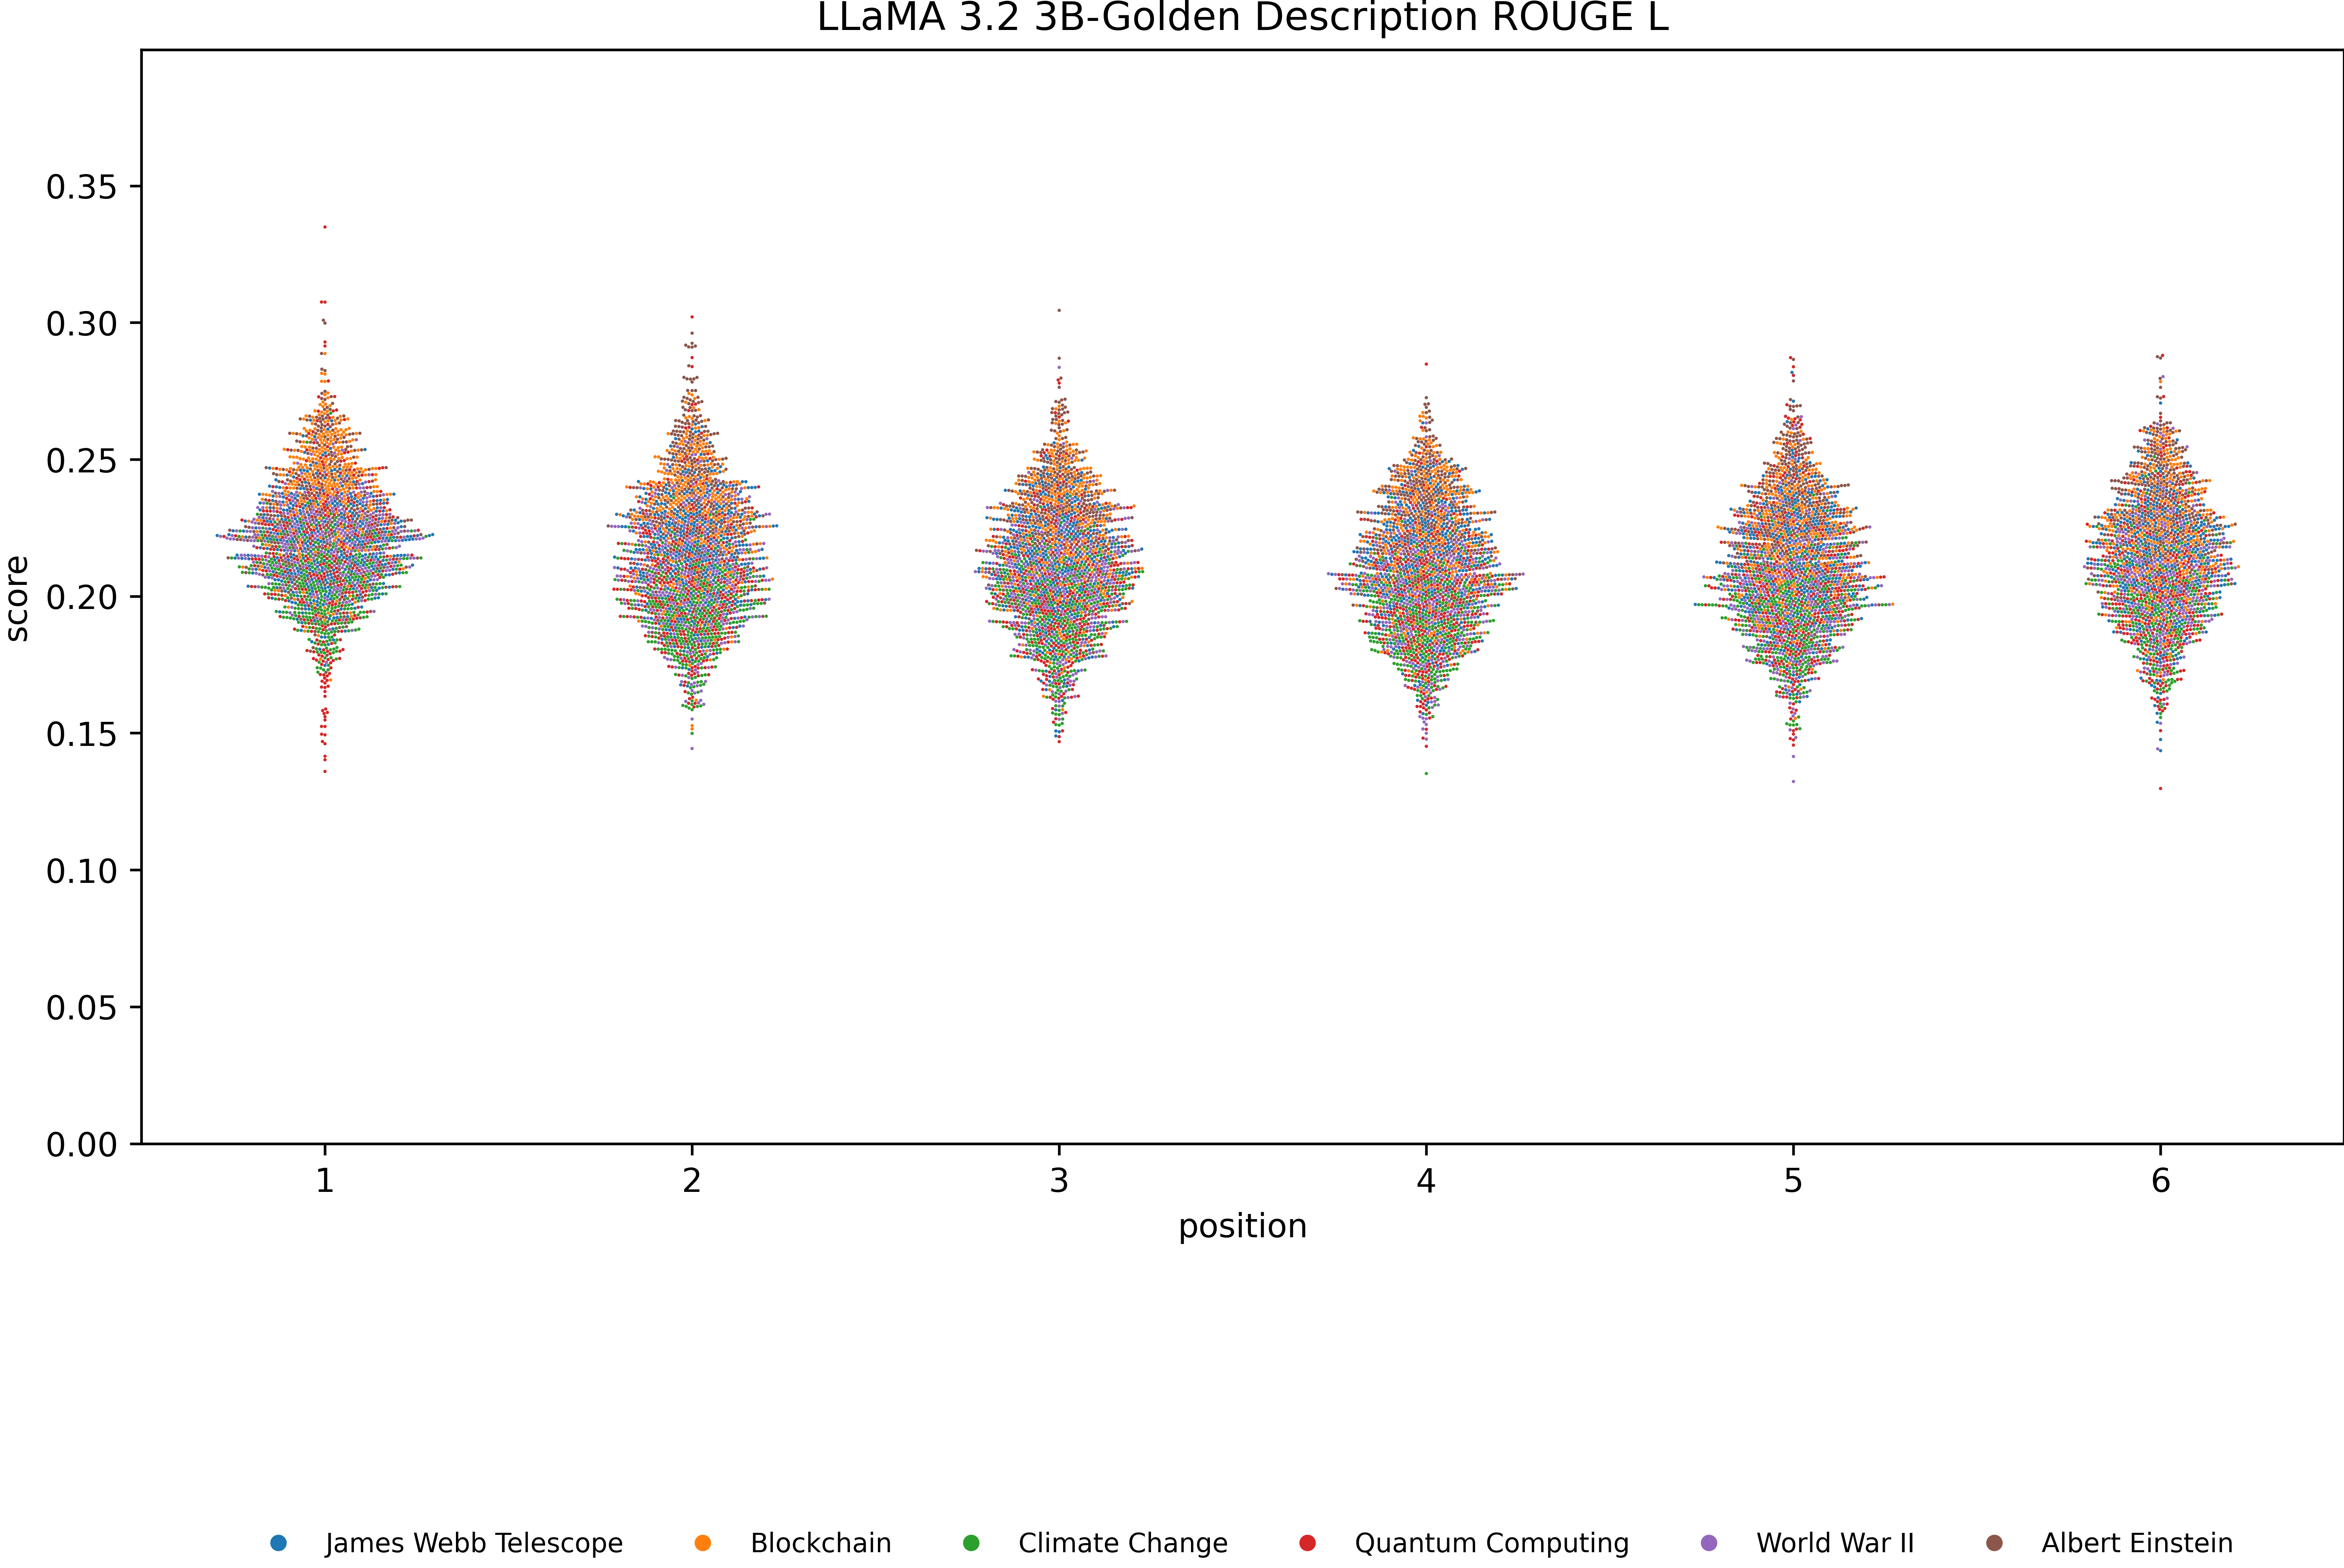 LLaMA 3.2 3B-Golden Description ROUGE L
score
0.35
0.30
0.25
0.20
0.15
0.10
0.05
0.00
1 2 3 4 5 6
position
James Webb Telescope Blockchain Climate Change Quantum Computing World War II Albert Einstein